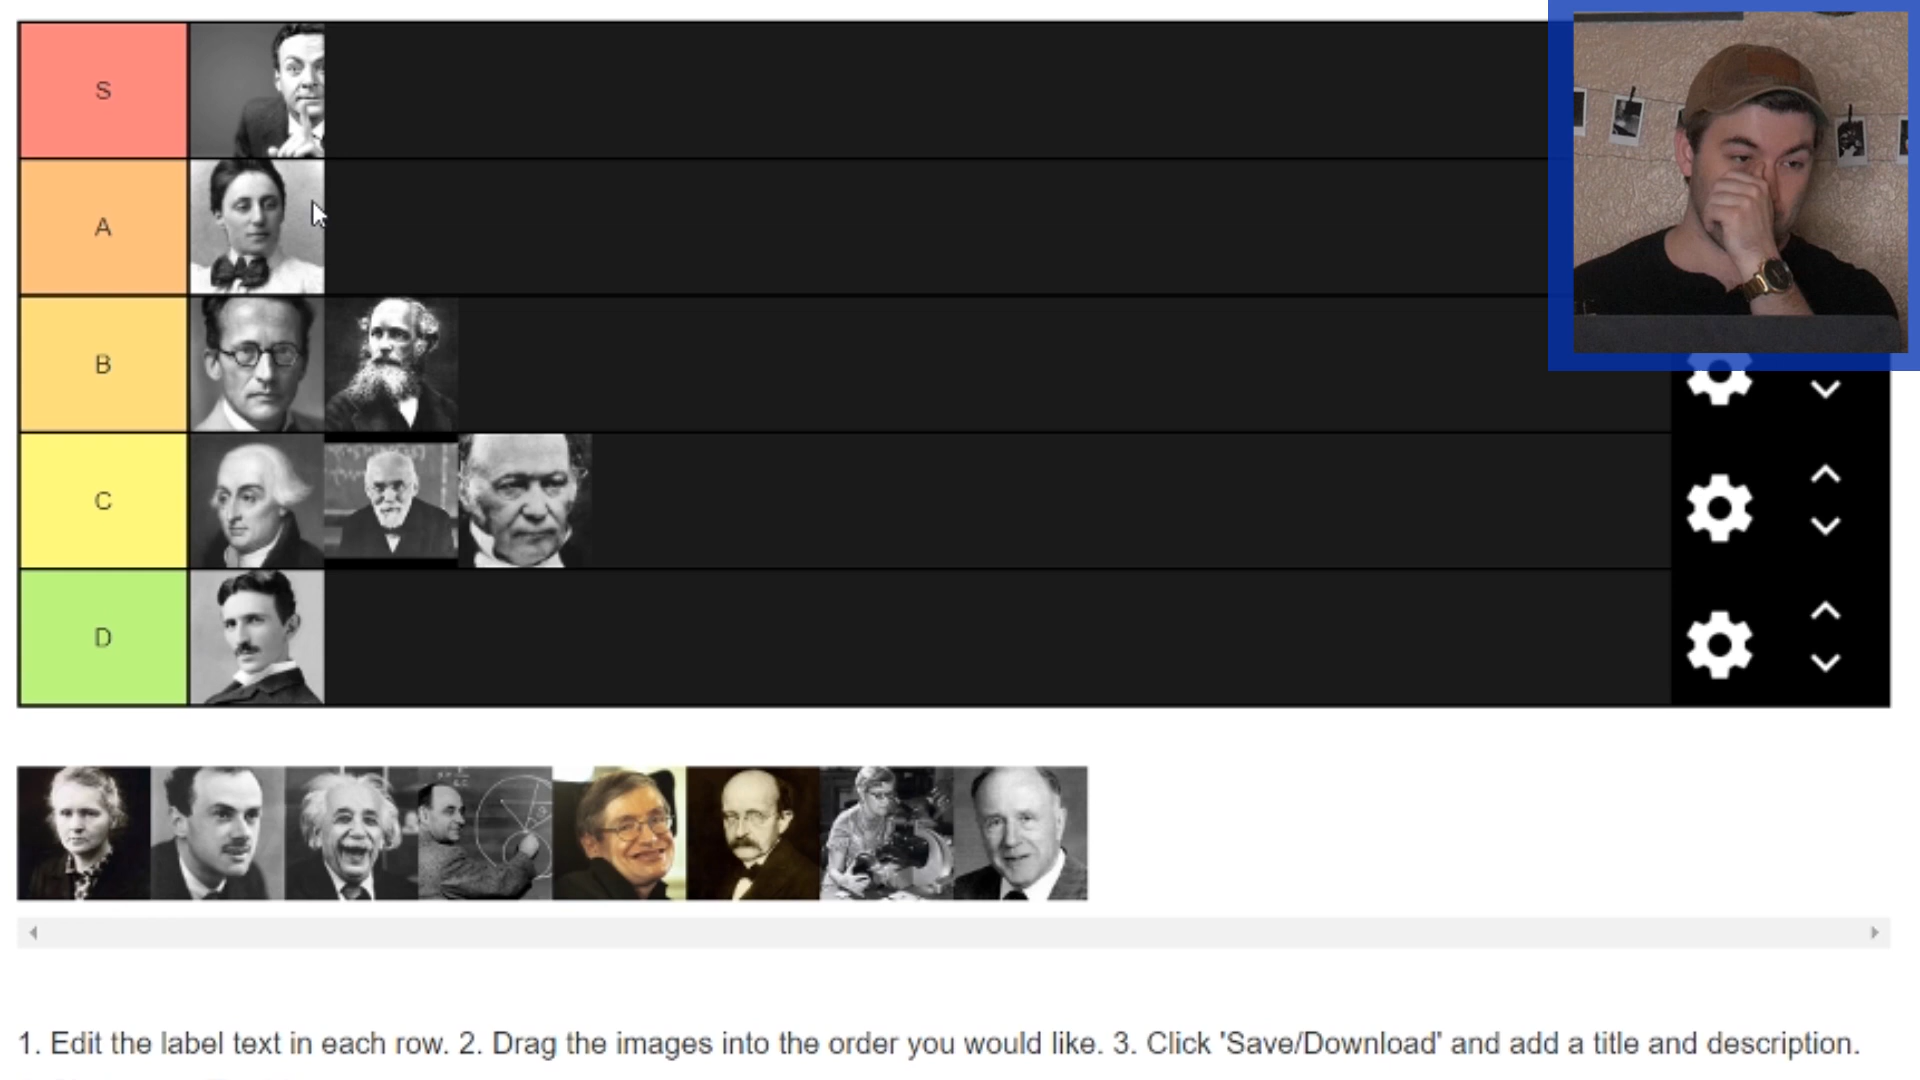 S
A
B
C
D
1. Edit the label text in each row. 2. Drag the images into the order you would like. 3. Click 'Save/Download' and add a title and description.